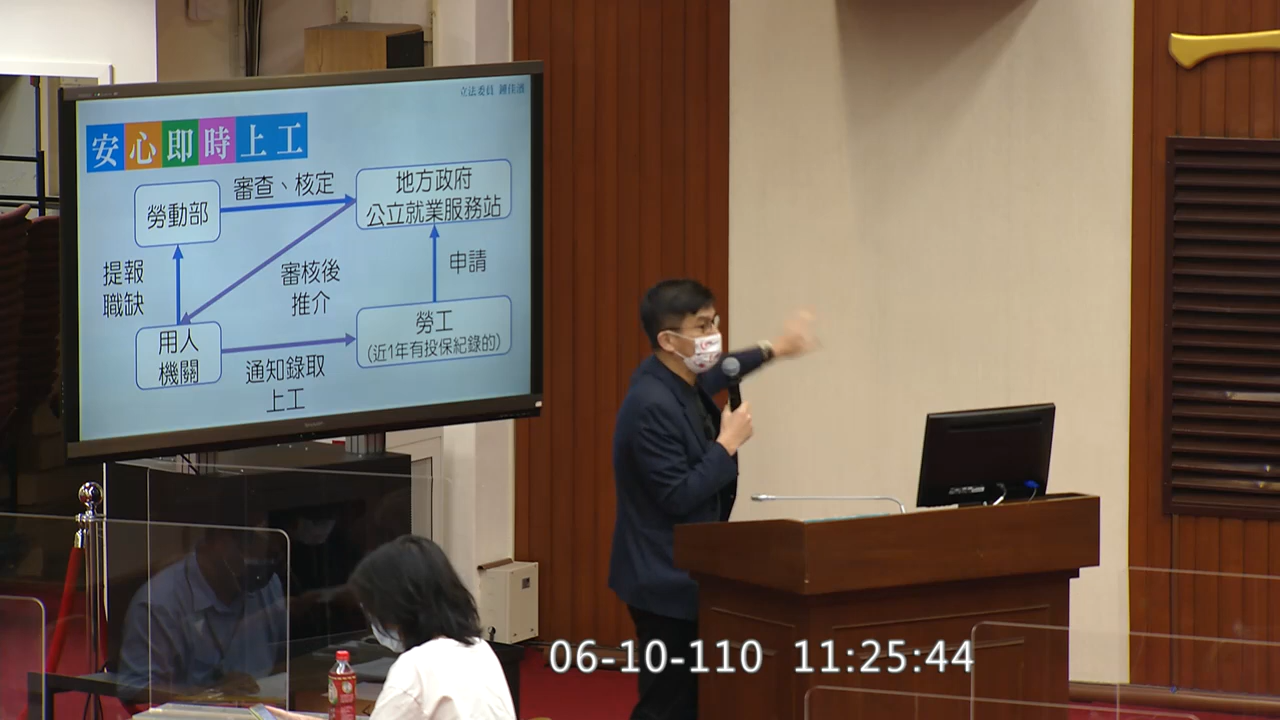 立法委員 鍾佳濱
安心即時上工
審查、核定
勞動部
地方政府
公立就業服務站
提報
職缺
審核後
推介
申請
用人
機關
勞工
(近1年有投保紀錄的)
通知錄取
上工
06-10-110 11:25:44